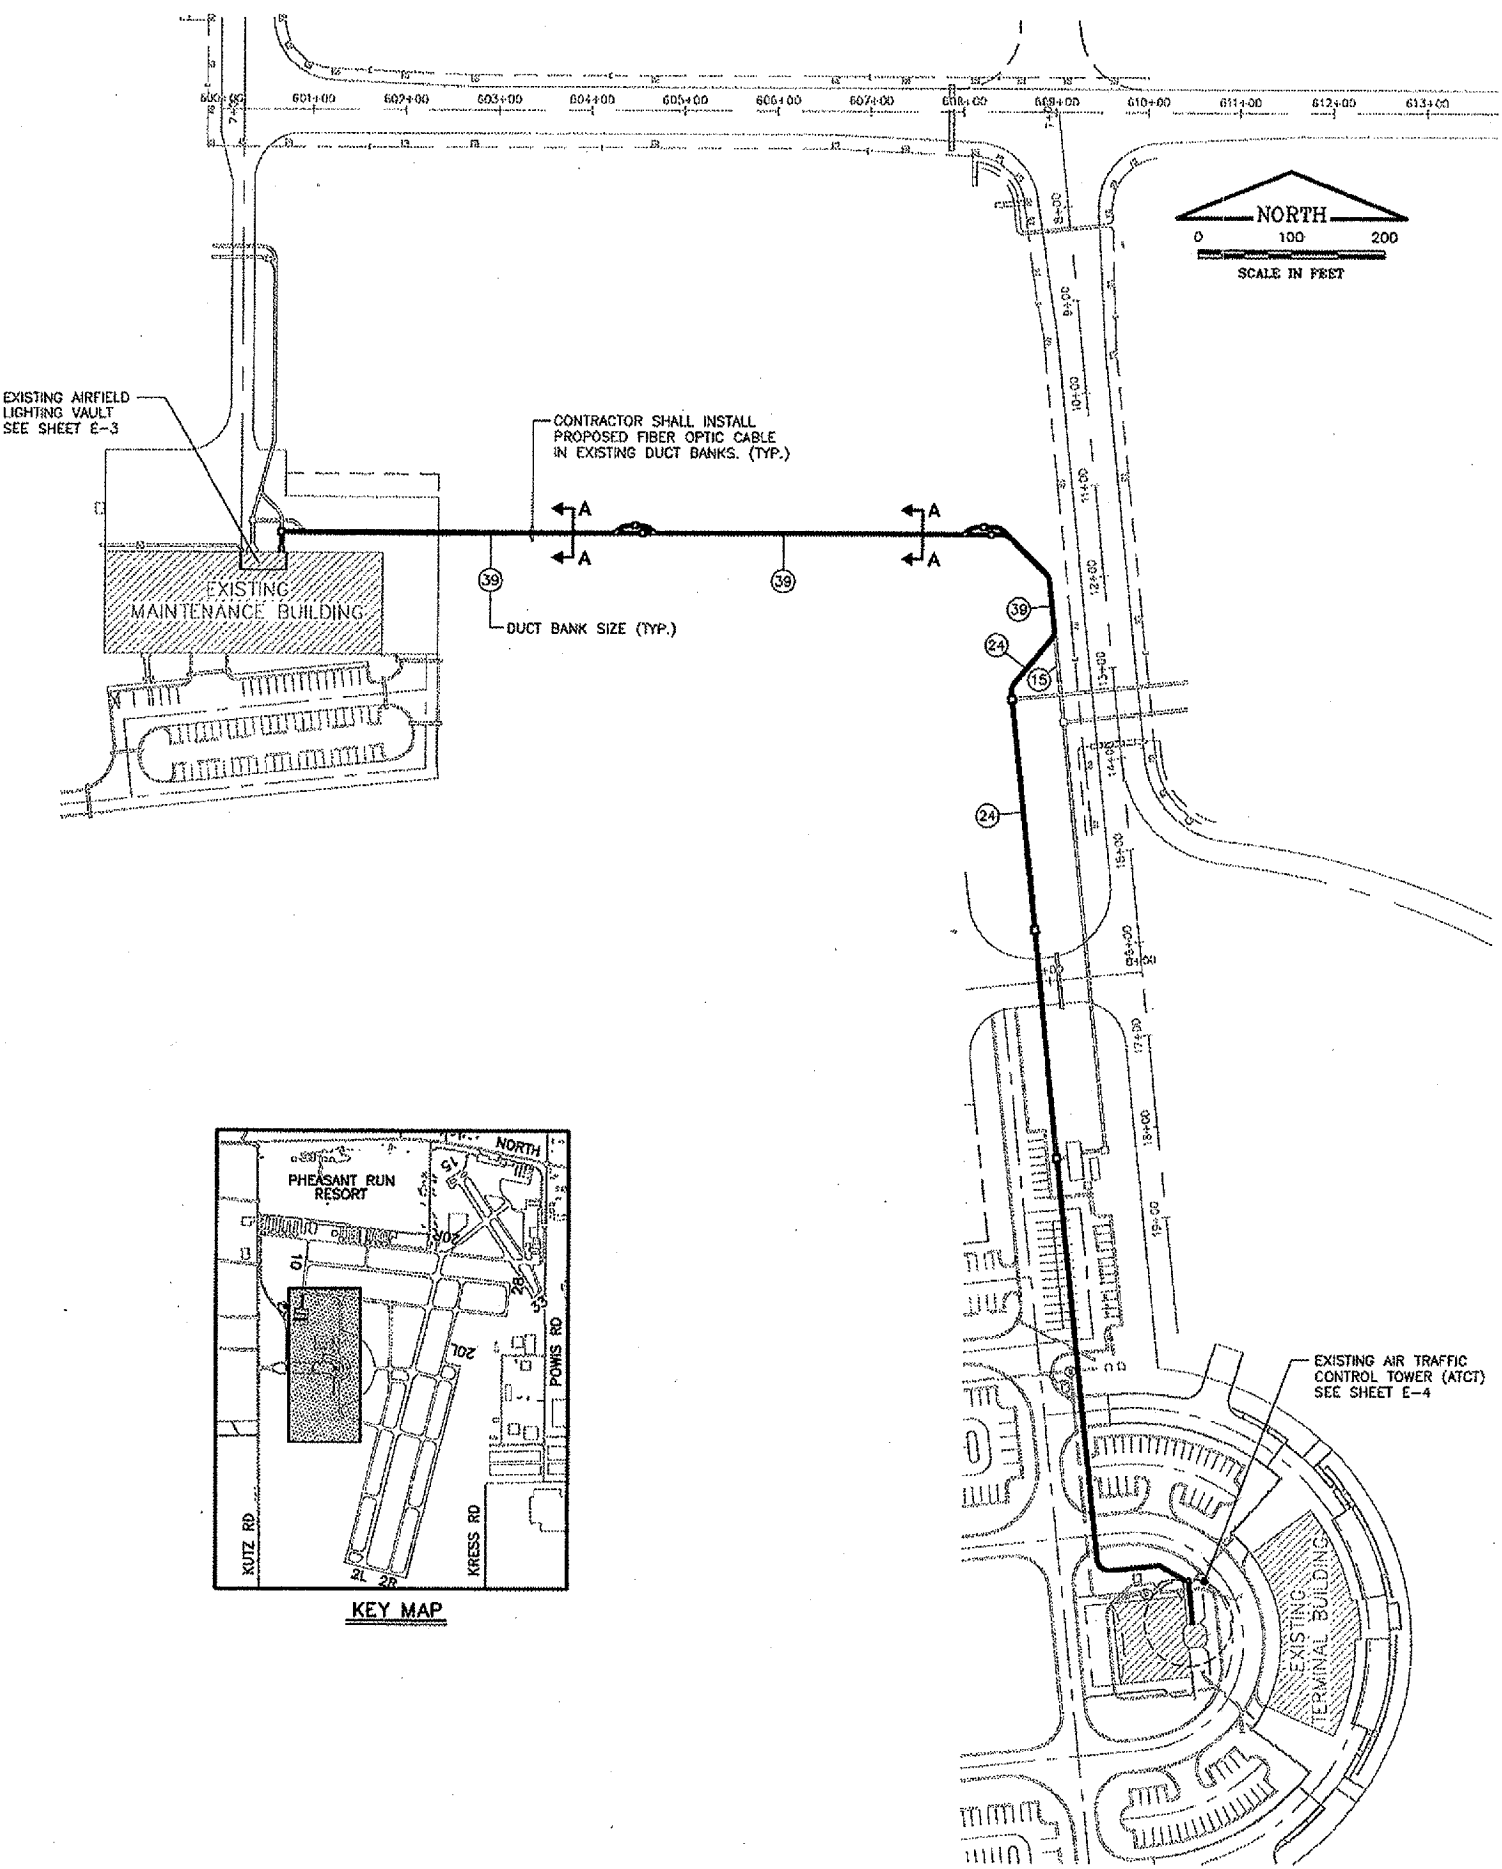 600+00 601+00 602+00 603+00 604+00 605+00 606+00 607+00 608+00 609+00 610+00 611+00 612+00 613+00
8+00
NORTH
0 100 200
SCALE IN FEET
9+00
10+00
EXISTING AIRFIELD
LIGHTING VAULT
SEE SHEET E-3
CONTRACTOR SHALL INSTALL
PROPOSED FIBER OPTIC CABLE
IN EXISTING DUCT BANKS. (TYP.)
11+00
A A
A A
39 39
12+00
EXISTING
MAINTENANCE BUILDING
39
DUCT BANK SIZE (TYP.)
24
15
13+00
14+00
24
15+00
16+00
17+00
18+00
19+00
NORTH
PHEASANT RUN
RESORT
15
20R
10
28
33
20L
POWIS RD
KUTZ RD
KRESS RD
2L 2R
KEY MAP
EXISTING AIR TRAFFIC
CONTROL TOWER (ATCT)
SEE SHEET E-4
EXISTING
TERMINAL BUILDING